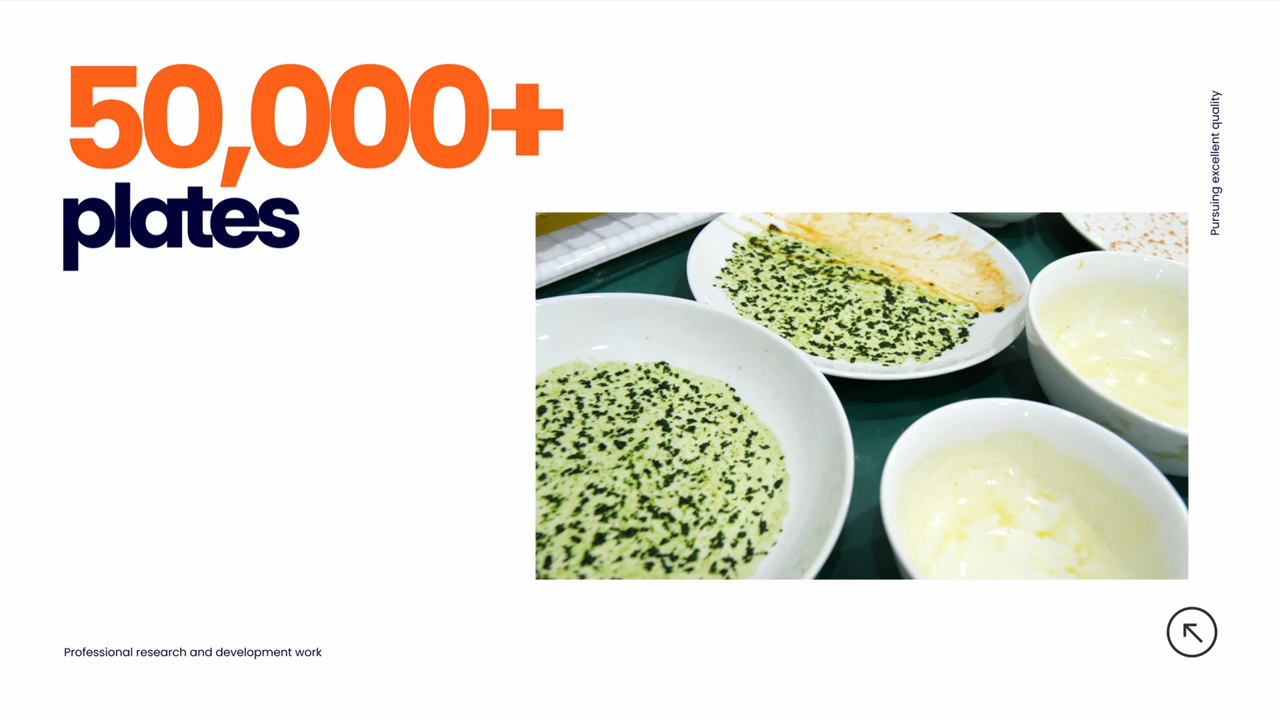 50,000+
plates
Pursuing excellent quality
Professional research and development work